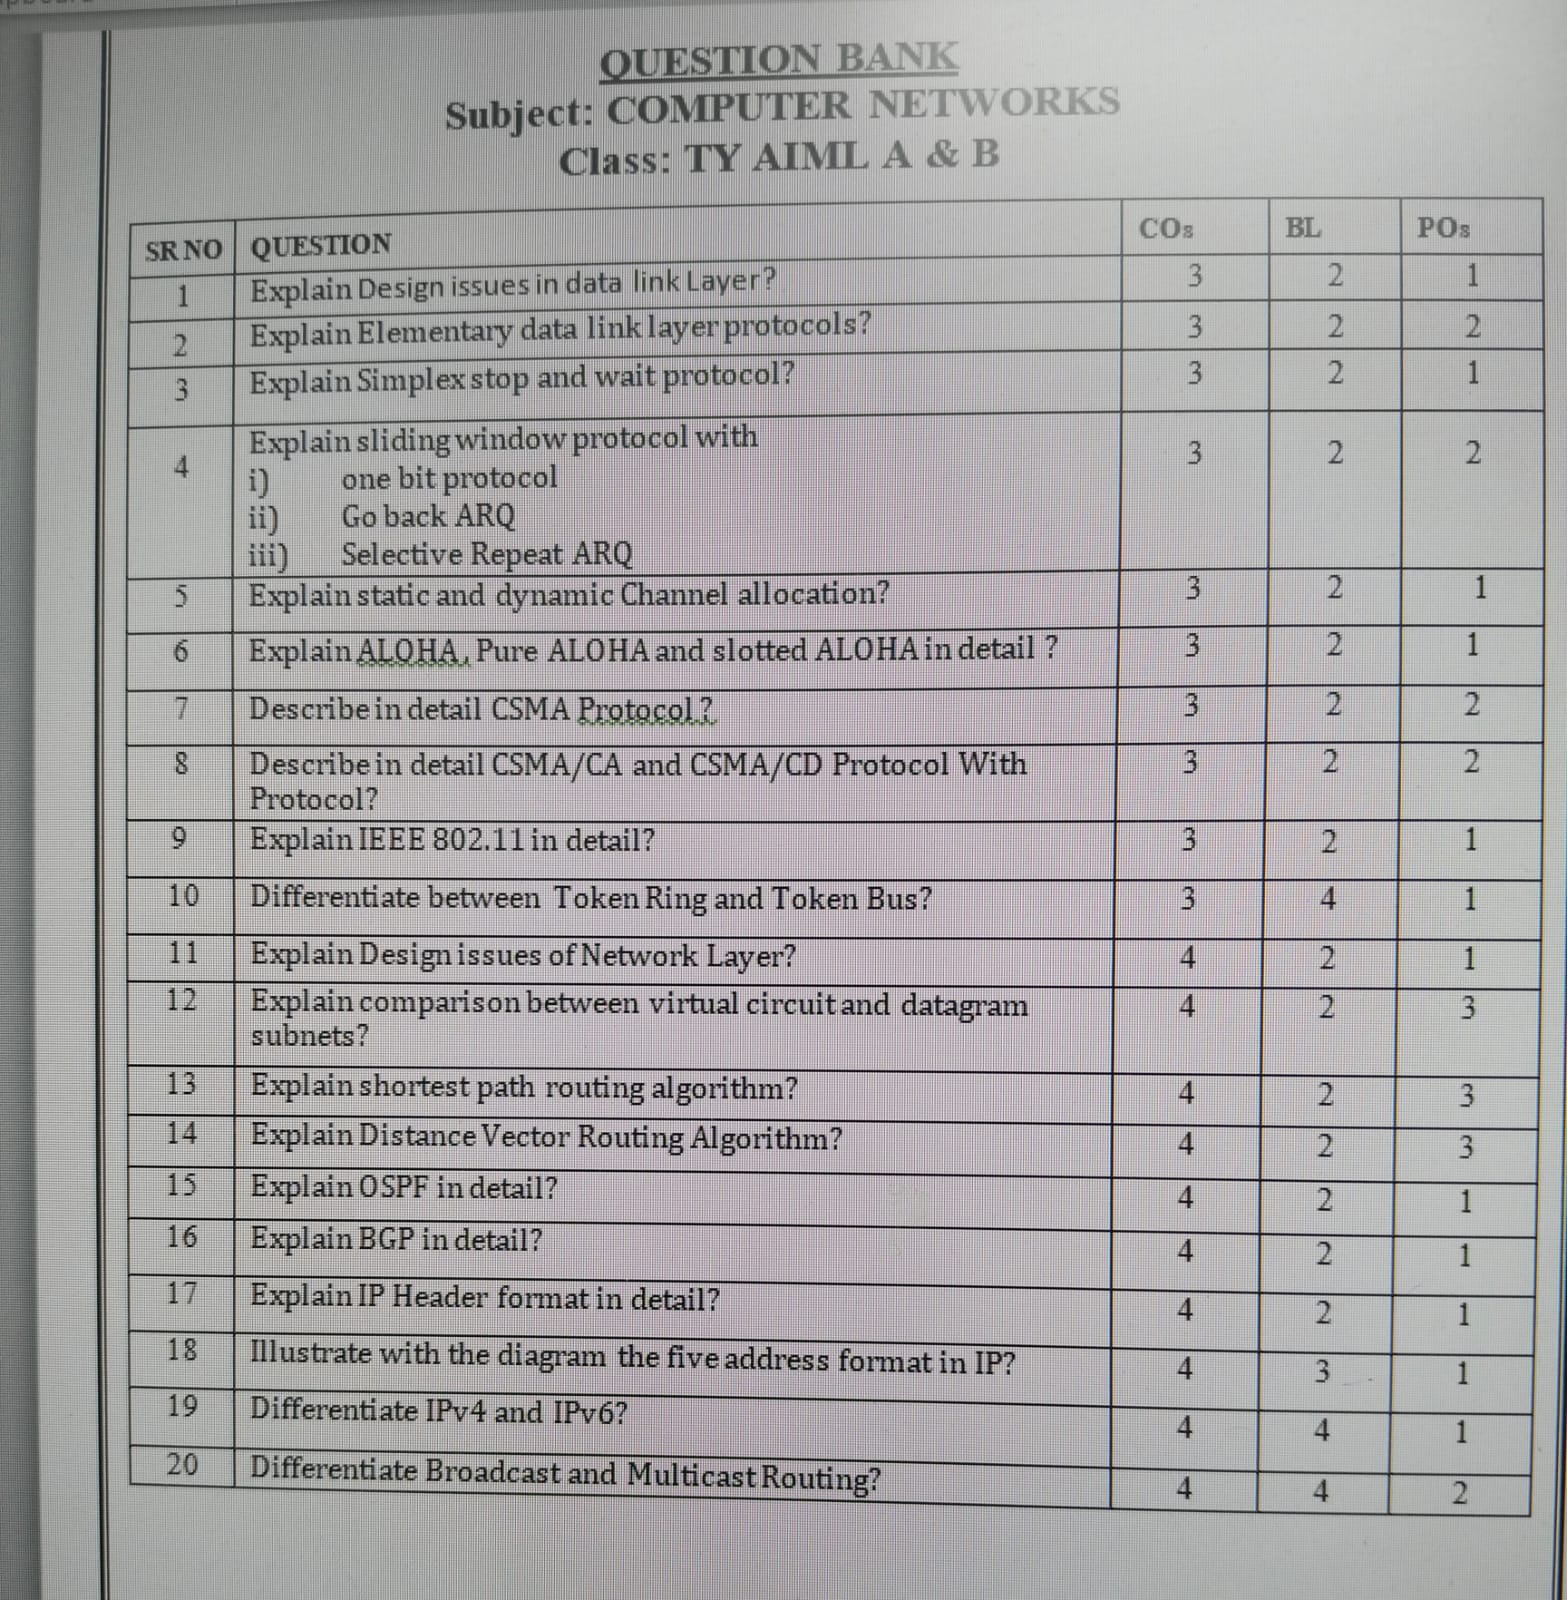 QUESTION BANK
Subject: COMPUTER NETWORKS
Class: TY AIML A & B
SR NO QUESTION COs BL POs
1 Explain Design issues in data link Layer? 3 2 1
2 Explain Elementary data link layer protocols? 3 2 2
3 Explain Simplex stop and wait protocol? 3 2 1
4 Explain sliding window protocol with 3 2 2
i) one bit protocol
ii) Go back ARQ
iii) Selective Repeat ARQ
5 Explain static and dynamic Channel allocation? 3 2 1
6 Explain ALOHA, Pure ALOHA and slotted ALOHA in detail ? 3 2 1
7 Describe in detail CSMA Protocol ? 3 2 2
8 Describe in detail CSMA/CA and CSMA/CD Protocol With 3 2 2
Protocol?
9 Explain IEEE 802.11 in detail? 3 2 1
10 Differentiate between Token Ring and Token Bus? 3 4 1
11 Explain Design issues of Network Layer? 4 2 1
12 Explain comparison between virtual circuit and datagram 4 2 3
subnets?
13 Explain shortest path routing algorithm? 4 2 3
14 Explain Distance Vector Routing Algorithm? 4 2 3
15 Explain OSPF in detail? 4 2 1
16 Explain BGP in detail? 4 2 1
17 Explain IP Header format in detail? 4 2 1
18 Illustrate with the diagram the five address format in IP? 4 3 1
19 Differentiate IPv4 and IPv6? 4 4 1
20 Differentiate Broadcast and Multicast Routing? 4 4 2